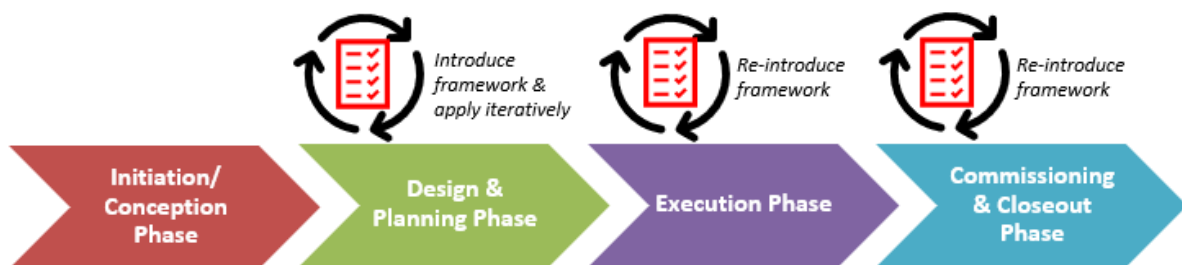 Introduce
framework &
apply iteratively
Re-introduce
framework
Re-introduce
framework
Initiation/
Conception
Phase
Design &
Planning Phase
Execution Phase
Commissioning
& Closeout
Phase